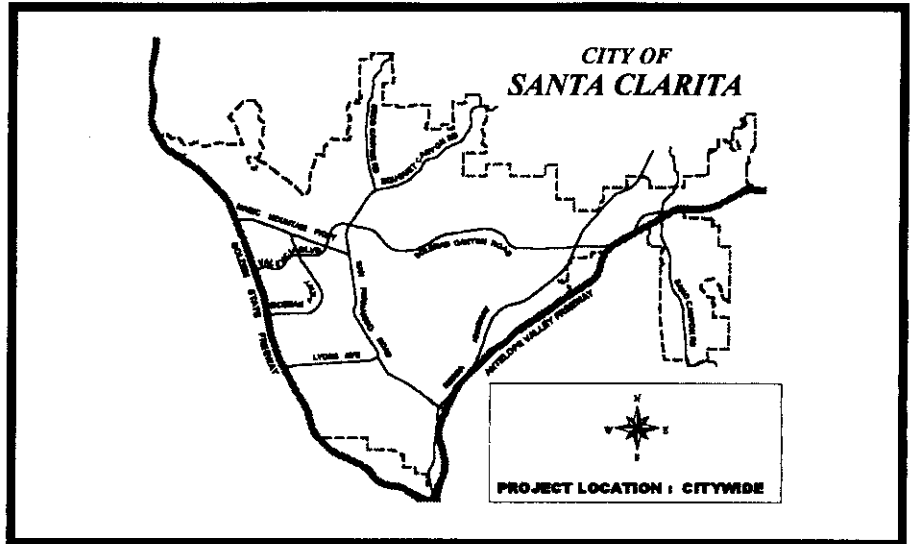 CITY OF
SANTA CLARITA
MAGIC MOUNTAIN PKWY
SOLEDAD CANYON ROAD
GOLDEN STATE FREEWAY
SAN FERNANDO ROAD
LYONS AVE
SIERRA HIGHWAY
ANTELOPE VALLEY FREEWAY
SAND CANYON RD
N
W
E
S
PROJECT LOCATION : CITYWIDE